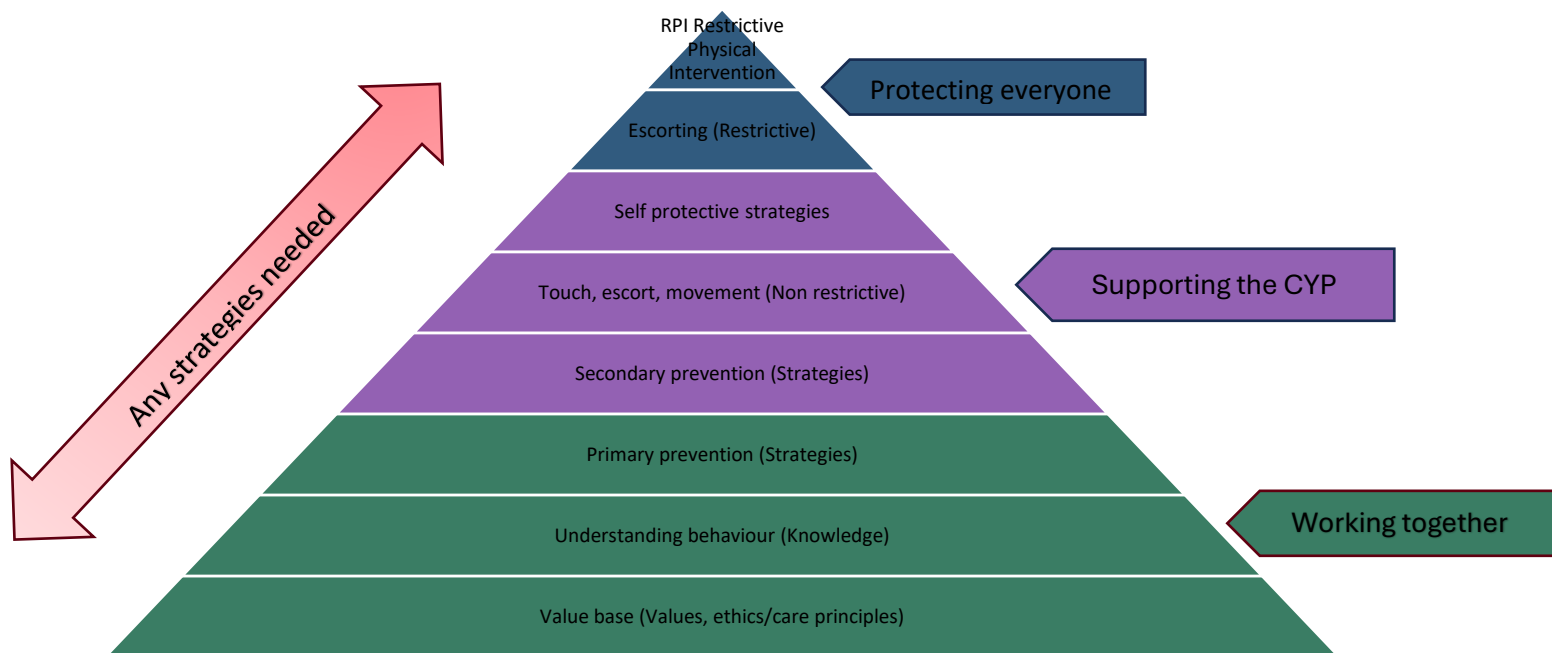 RPI Restrictive
Physical
Intervention
Protecting everyone
Escorting (Restrictive)
Any strategies needed
Self protective strategies
Touch, escort, movement (Non restrictive)
Supporting the CYP
Secondary prevention (Strategies)
Primary prevention (Strategies)
Working together
Understanding behaviour (Knowledge)
Value base (Values, ethics/care principles)